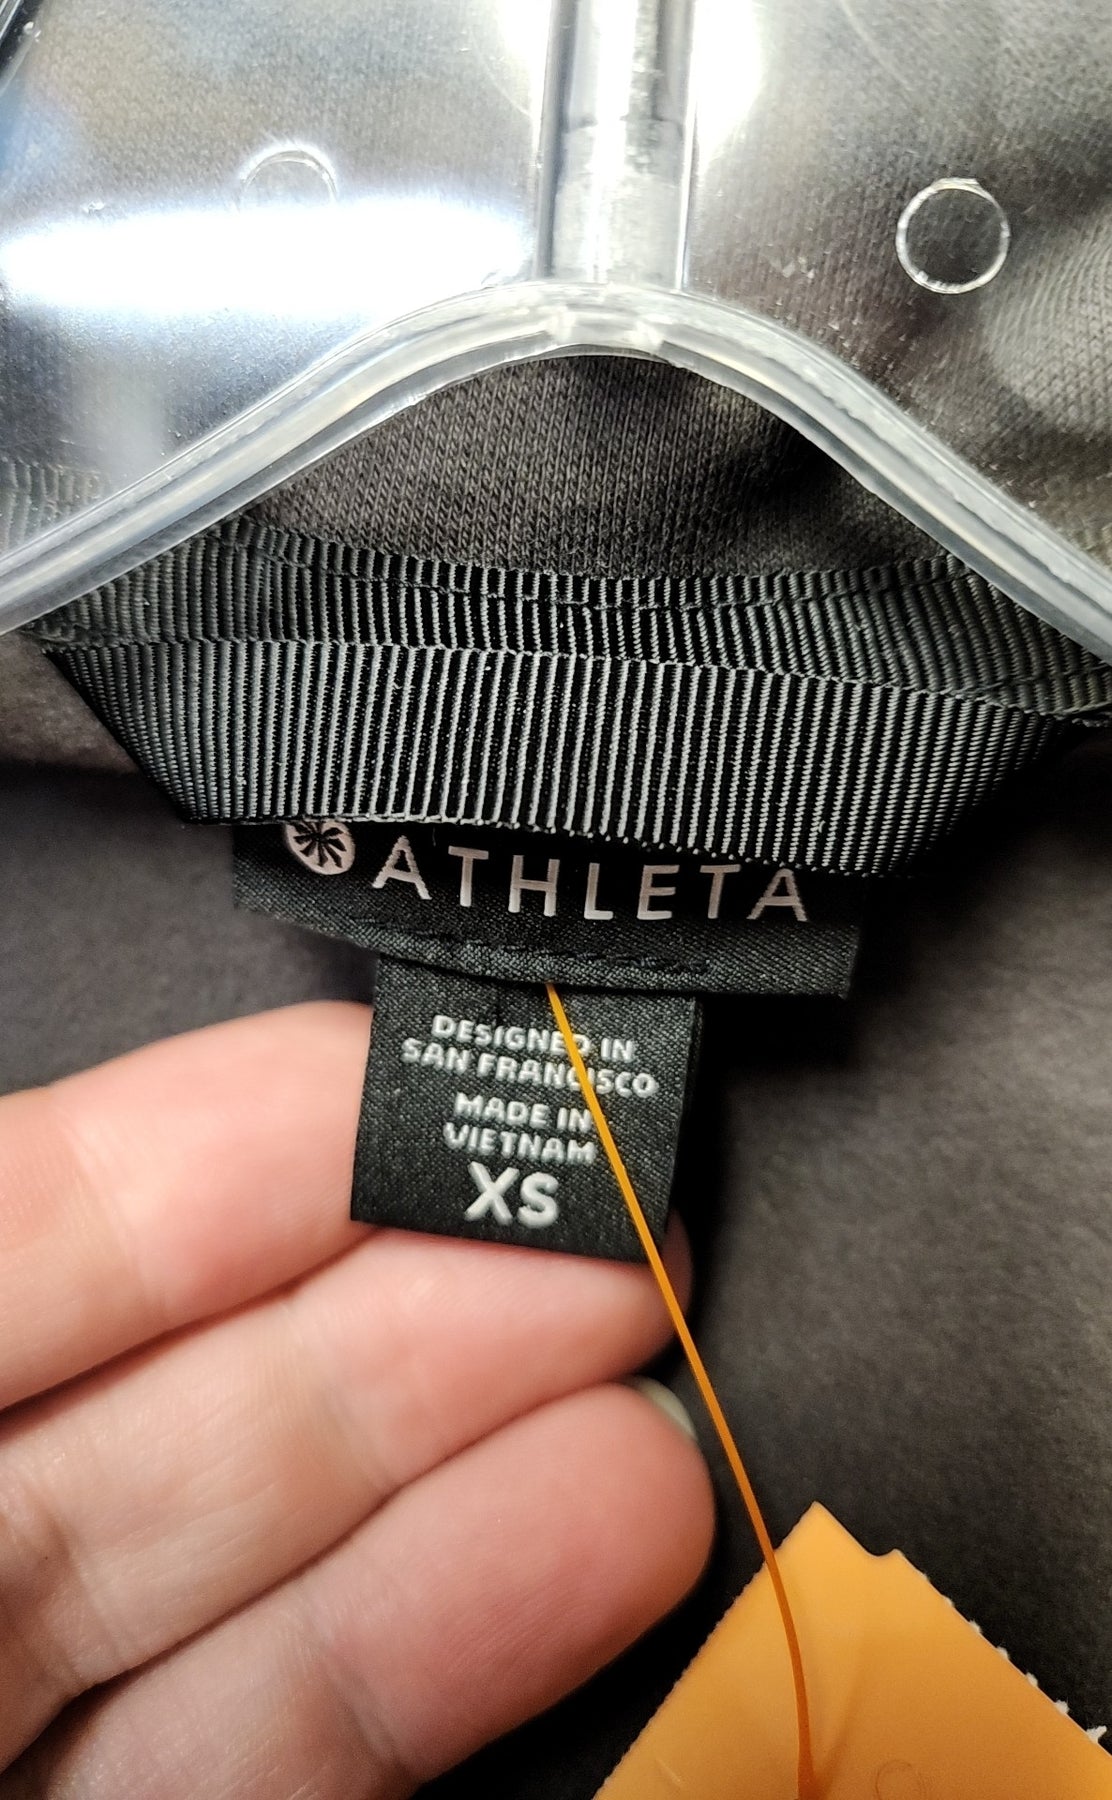 ATHLETA
DESIGNED IN
SAN FRANCISCO
MADE IN
VIETNAM
XS